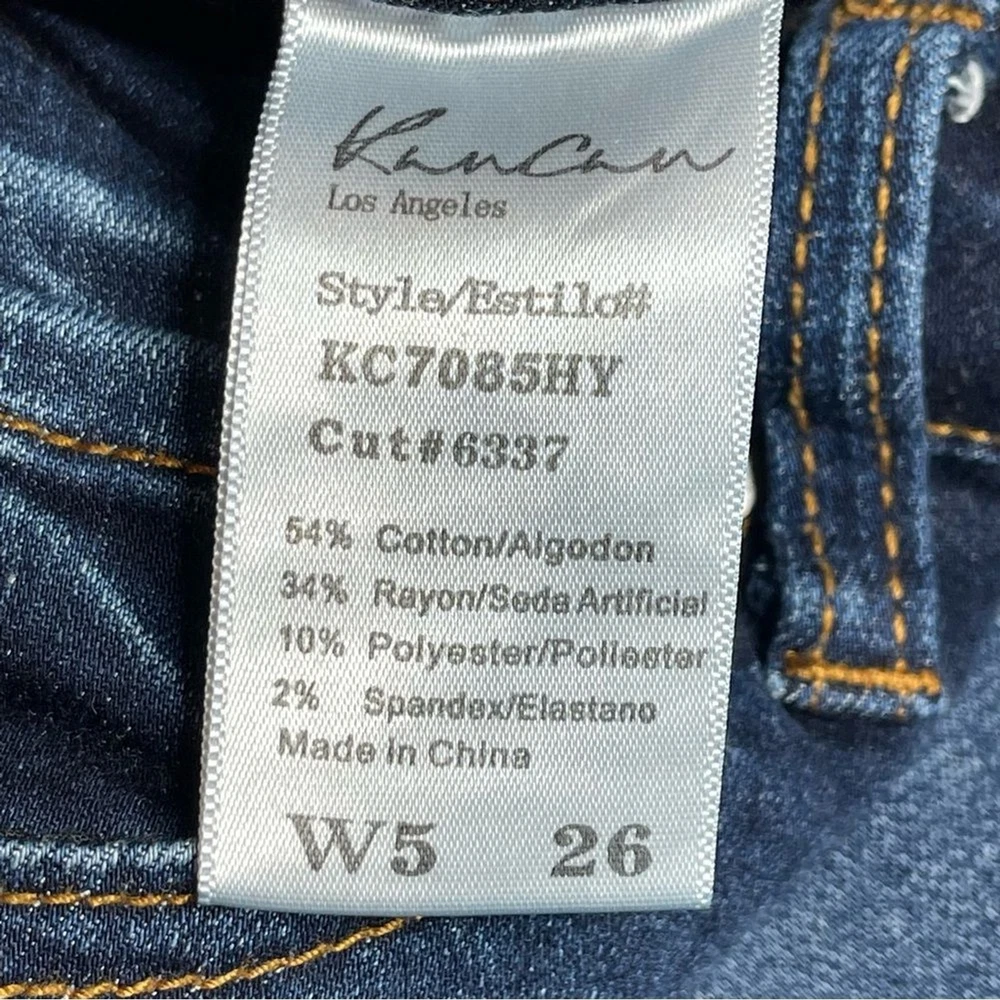 KanCan
Los Angeles
Style/Estilo#
KC7085HY
Cut#6337
54% Cotton/Algodon
34% Rayon/Seda Artificial
10% Polyester/Poliester
2% Spandex/Elastano
Made in China
W5 26